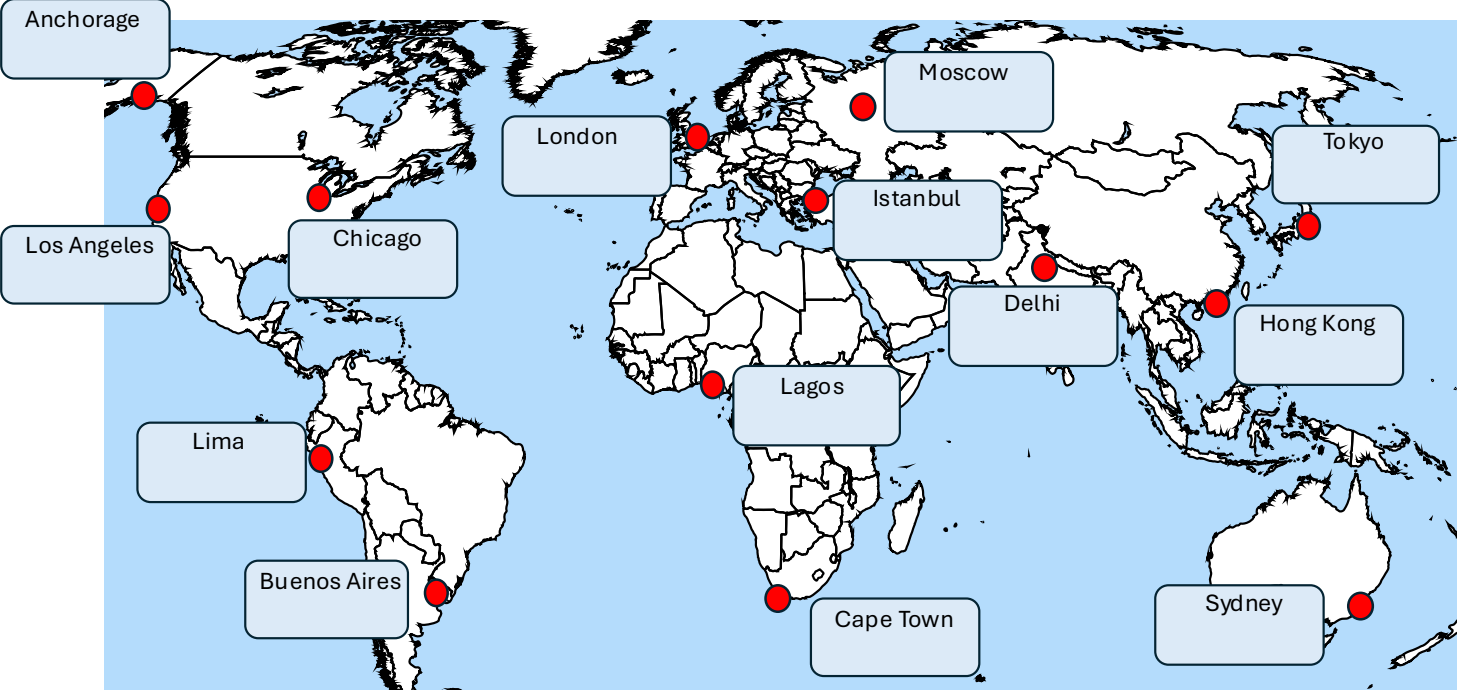 Anchorage
Moscow
London
Tokyo
Istanbul
Los Angeles
Chicago
Delhi
Hong Kong
Lagos
Lima
Buenos Aires
Sydney
Cape Town